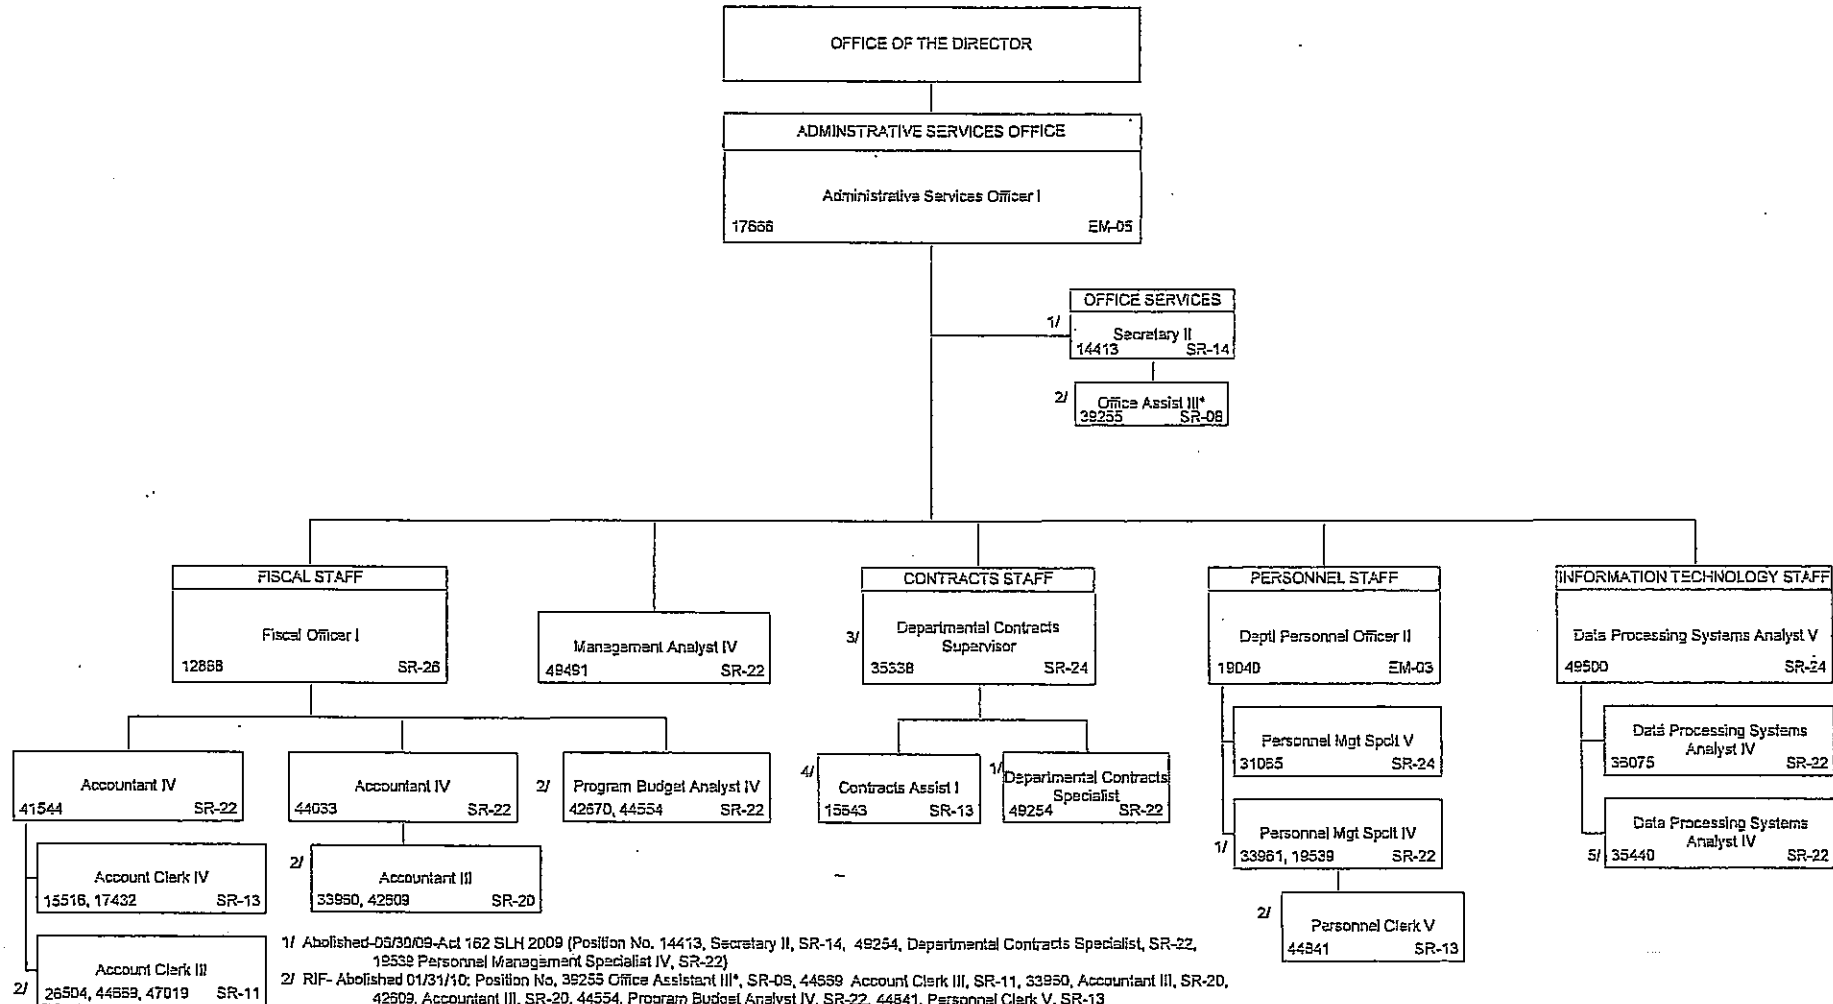 OFFICE OF THE DIRECTOR
ADMINSTRATIVE SERVICES OFFICE
Administrative Services Officer I
17666 EM-05
OFFICE SERVICES
1/
Secretary II
14413 SR-14
2/
Office Assist III*
39255 SR-08
FISCAL STAFF
Fiscal Officer I
12868 SR-26
Management Analyst IV
49491 SR-22
CONTRACTS STAFF
3/
Departmental Contracts
Supervisor
35338 SR-24
PERSONNEL STAFF
Deptl Personnel Officer II
19040 EM-03
INFORMATION TECHNOLOGY STAFF
Data Processing Systems Analyst V
49500 SR-24
Accountant IV
41544 SR-22
Accountant IV
44033 SR-22
2/
Program Budget Analyst IV
42670, 44554 SR-22
4/
Contracts Assist I
15543 SR-13
1/
Departmental Contracts
Specialist
49254 SR-22
Personnel Mgt Spclt V
31065 SR-24
Data Processing Systems
Analyst IV
36075 SR-22
Account Clerk IV
15516, 17432 SR-13
2/
Accountant III
33950, 42609 SR-20
Personnel Mgt Spclt IV
1/
33961, 19539 SR-22
Data Processing Systems
Analyst IV
5/
35440 SR-22
Account Clerk III
2/
26504, 44559, 47019 SR-11
2/
Personnel Clerk V
44841 SR-13
1/ Abolished-06/30/09-Act 162 SLH 2009 (Position No. 14413, Secretary II, SR-14, 49254, Departmental Contracts Specialist, SR-22,
19539 Personnel Management Specialist IV, SR-22)
2/ RIF- Abolished 01/31/10: Position No. 39255 Office Assistant III*, SR-08, 44559 Account Clerk III, SR-11, 33950, Accountant III, SR-20,
42609, Accountant III, SR-20, 44554, Program Budget Analyst IV, SR-22, 44841, Personnel Clerk V, SR-13